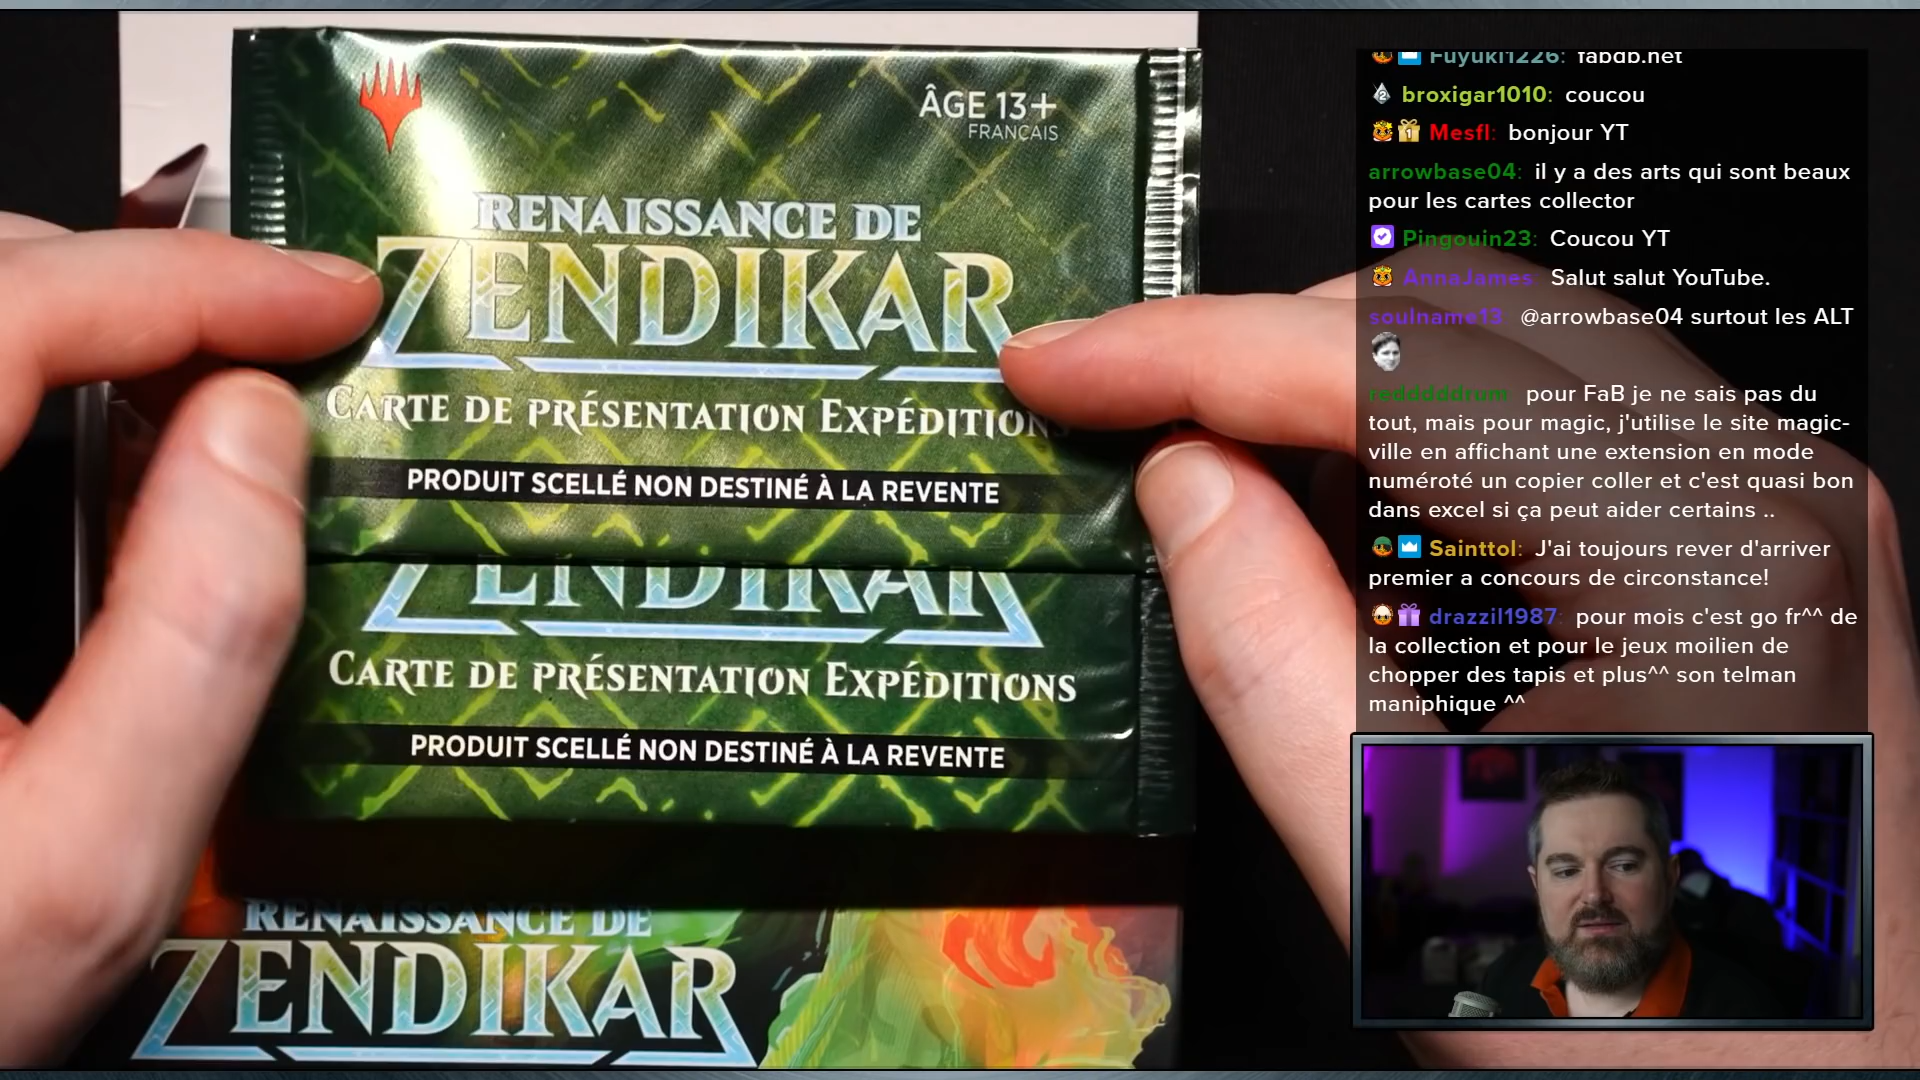 ÂGE 13+
FRANÇAIS
RENAISSANCE DE
ZENDIKAR
CARTE DE PRÉSENTATION EXPÉDITIONS
PRODUIT SCELLÉ NON DESTINÉ À LA REVENTE
ZENDIKAR
CARTE DE PRÉSENTATION EXPÉDITIONS
PRODUIT SCELLÉ NON DESTINÉ À LA REVENTE
RENAISSANCE DE
ZENDIKAR
Fuyuki1226: fabdb.net
broxigar1010: coucou
Mesfl: bonjour YT
arrowbase04: il y a des arts qui sont beaux
pour les cartes collector
Pingouin23: Coucou YT
AnnaJames: Salut salut YouTube.
soulname13: @arrowbase04 surtout les ALT
redddddrum: pour FaB je ne sais pas du
tout, mais pour magic, j'utilise le site magic-
ville en affichant une extension en mode
numéroté un copier coller et c'est quasi bon
dans excel si ça peut aider certains ..
Sainttol: J'ai toujours rever d'arriver
premier a concours de circonstance!
drazzil1987: pour mois c'est go fr^^ de
la collection et pour le jeux moilien de
chopper des tapis et plus^^ son telman
maniphique ^^